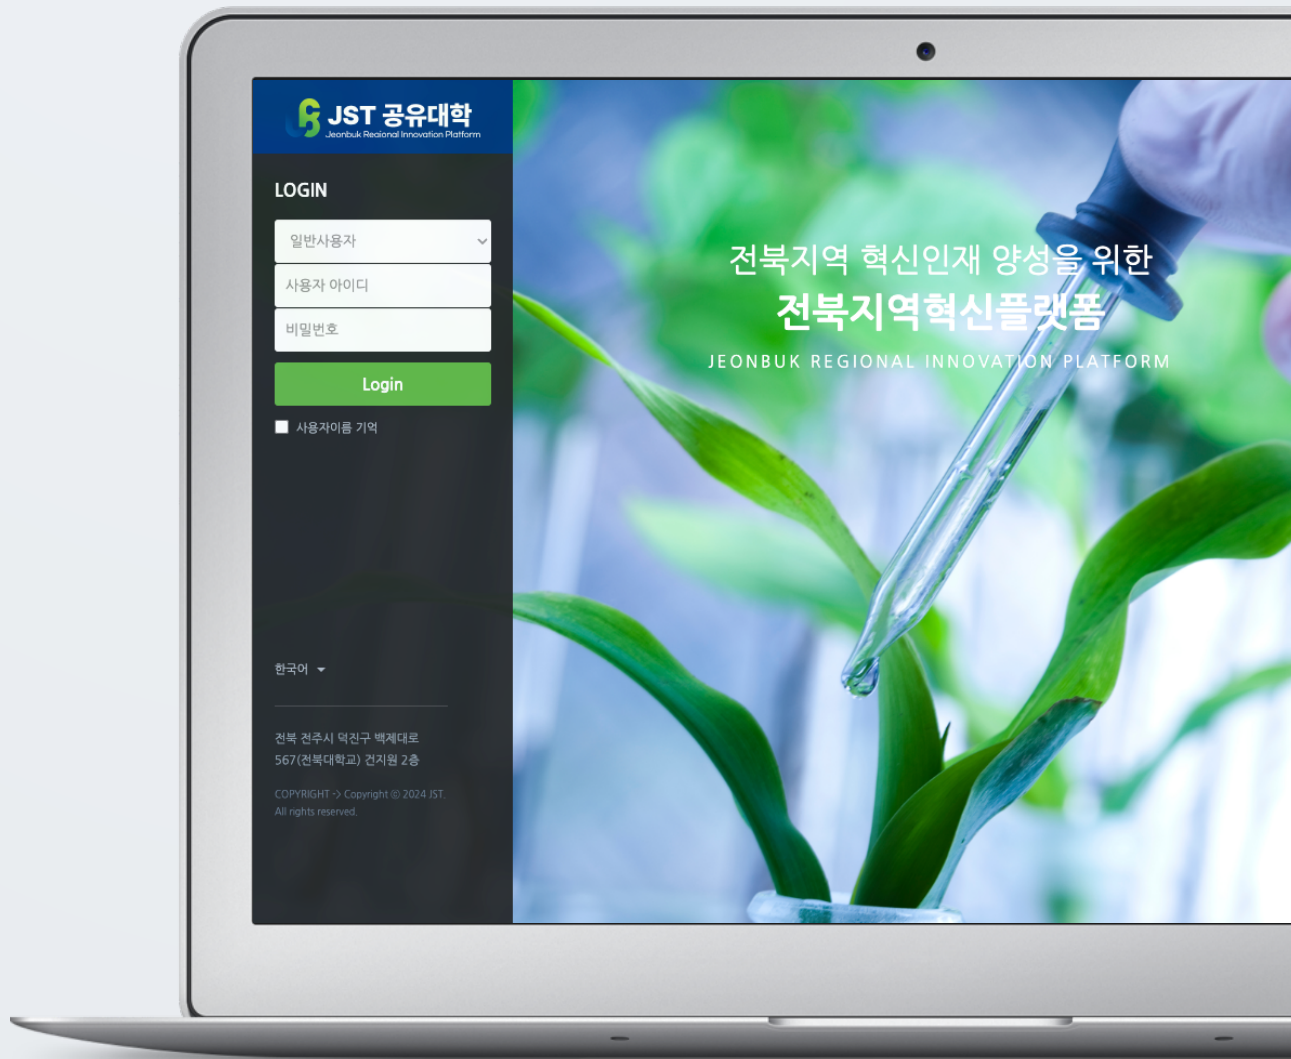 JST 공유대학
Jeonbuk Regional Innovation Platform
LOGIN
일반사용자
사용자 아이디
비밀번호
Login
사용자이름 기억
한국어
전북 전주시 덕진구 백제대로
567(전북대학교) 건지원 2층
COPYRIGHT -> Copyright ⓒ 2024 JST.
All rights reserved.
전북지역 혁신인재 양성을 위한
전북지역혁신플랫폼
JEONBUK REGIONAL INNOVATION PLATFORM